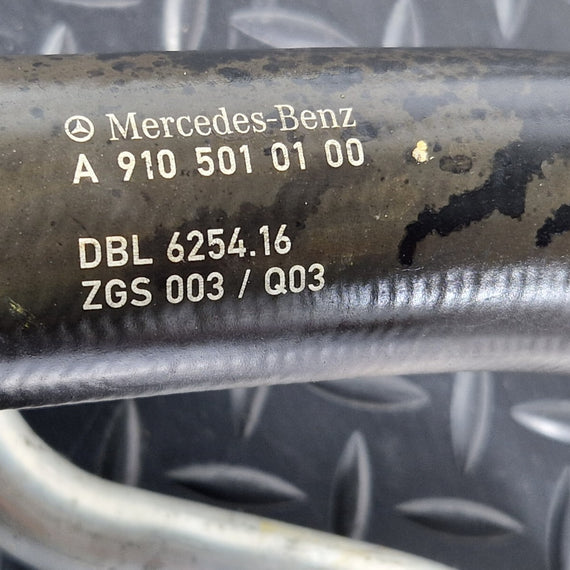 Mercedes-Benz
A 910 501 01 00
DBL 6254.16
ZGS 003 / Q03